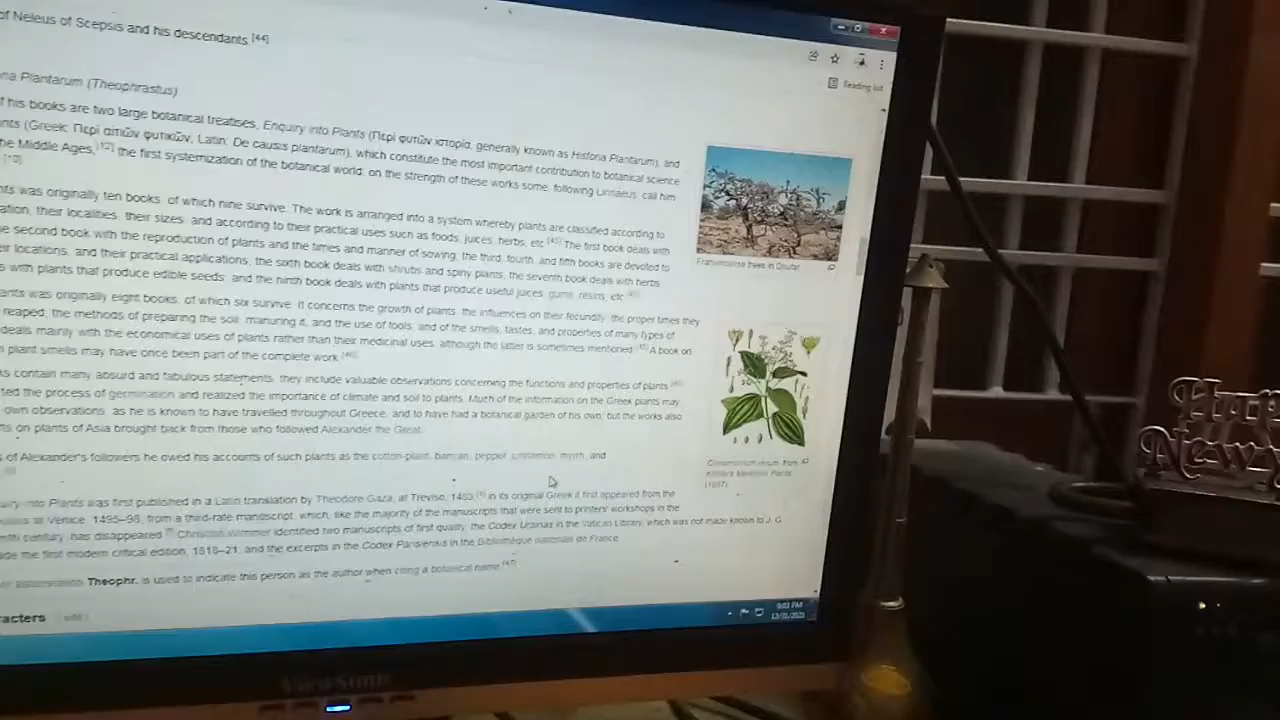 of Neleus of Scepsis and his descendants [44]
Plantarum (Theophrastus)
his books are two large botanical treatises, Enquiry into Plants (Περὶ φυτῶν ἱστορία, generally known as Historia Plantarum), and
(Greek: Περὶ αἰτιῶν φυτικῶν, Latin: De causis plantarum), which constitute the most important contribution to botanical science
the Middle Ages,[12] the first systemization of the botanical world; on the strength of these works some, following Linnaeus, call him
[13]
was originally ten books, of which nine survive. The work is arranged into a system whereby plants are classified according to
their localities, their sizes, and according to their practical uses such as foods, juices, herbs, etc.[45] The first book deals with
second book with the reproduction of plants and the times and manner of sowing; the third, fourth, and fifth books are devoted to
locations, and their practical applications; the sixth book deals with shrubs and spiny plants; the seventh book deals with herbs
with plants that produce edible seeds; and the ninth book deals with plants that produce useful juices, gums, resins, etc.
was originally eight books, of which six survive. It concerns the growth of plants; the influences on their fecundity; the proper times they
reaped; the methods of preparing the soil, manuring it, and the use of tools; and of the smells, tastes, and properties of many types of
deals mainly with the economical uses of plants rather than their medicinal uses, although the latter is sometimes mentioned. A book on
plant smells may have once been part of the complete work.
contain many absurd and fabulous statements, they include valuable observations concerning the functions and properties of plants.
the process of germination and realized the importance of climate and soil to plants. Much of the information on the Greek plants may
own observations, as he is known to have travelled throughout Greece, and to have had a botanical garden of his own; but the works also
on plants of Asia brought back from those who followed Alexander the Great:
of Alexander's followers he owed his accounts of such plants as the cotton-plant, banyan, pepper, cinnamon, myrrh, and
into Plants was first published in a Latin translation by Theodore Gaza, at Treviso, 1483; in its original Greek it first appeared from the
at Venice, 1495–98, from a third-rate manuscript, which, like the majority of the manuscripts that were sent to printers' workshops in the
century, has disappeared. Christian Wimmer identified two manuscripts of first quality, the Codex Urbinas in the Vatican Library, which was not made known to J. G.
the first modern critical edition, 1818–21, and the excerpts in the Codex Parisiensis in the Bibliothèque nationale de France.
Theophr. is used to indicate this person as the author when citing a botanical name.[47]
Reading list
Frankincense trees in Dhufar
Medicinal Plants
9:03 PM
ViewSonic